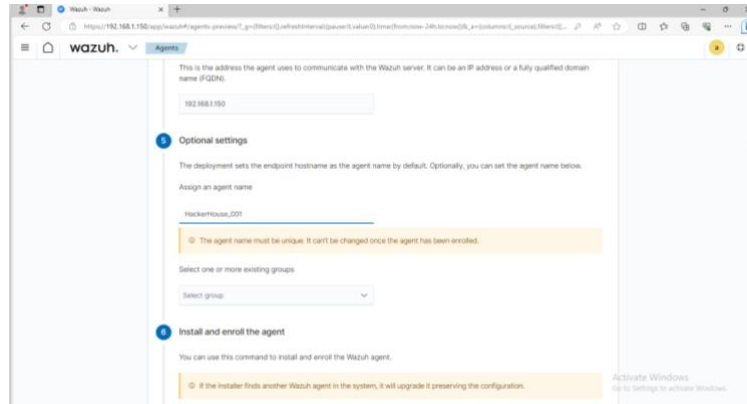 Wazuh - Wazuh
https://192.168.1.150/app/wazuh#/agents-preview/?_g=(filters:!(),refreshInterval:(pause:!t,value:0),time:(from:now-24h,to:now))&_a=(columns:!(_source),filters:!(...
wazuh. Agents a
This is the address the agent uses to communicate with the Wazuh server. It can be an IP address or a fully qualified domain
name (FQDN).
192.168.1.150
5 Optional settings
The deployment sets the endpoint hostname as the agent name by default. Optionally, you can set the agent name below.
Assign an agent name
HackerHouse_001
The agent name must be unique. It can't be changed once the agent has been enrolled.
Select one or more existing groups
Select group
6 Install and enroll the agent
You can use this command to install and enroll the Wazuh agent.
If the installer finds another Wazuh agent in the system, it will upgrade it preserving the configuration.
Activate Windows
Go to Settings to activate Windows.